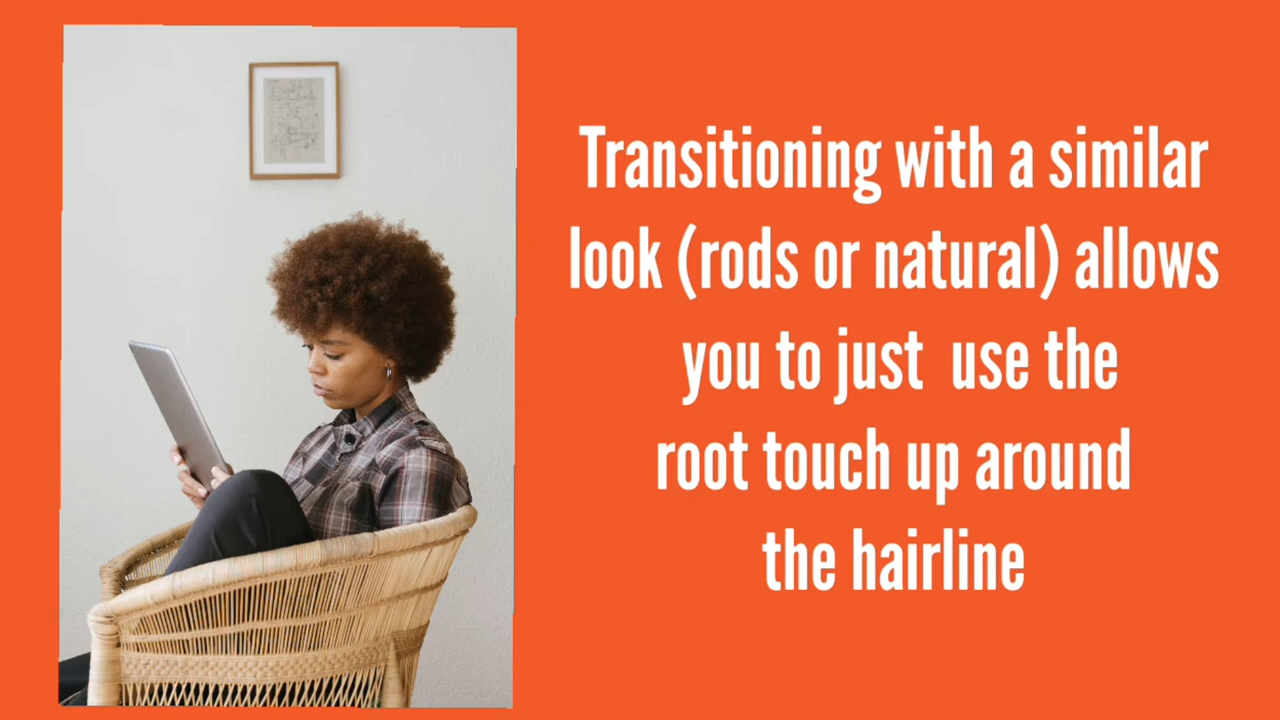 Transitioning with a similar
look (rods or natural) allows
you to just  use the
root touch up around
the hairline